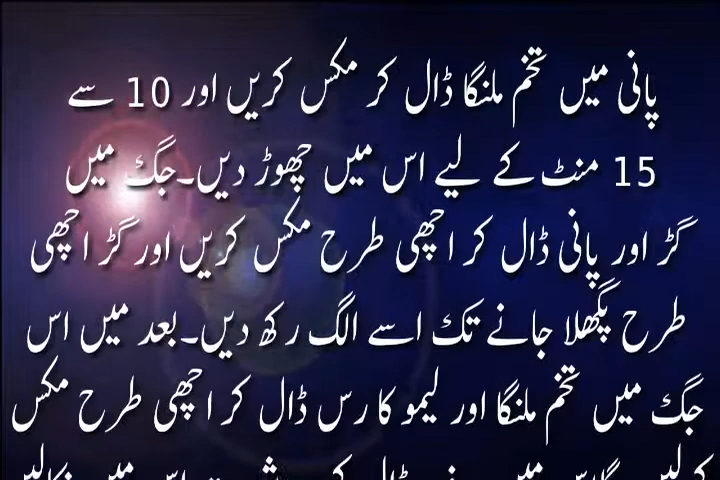 پانی میں تخم ملنگا ڈال کر مکس کریں اور 10 سے
15 منٹ کے لیے اس میں چھوڑ دیں۔جگ میں
گڑ اور پانی ڈال کر اچھی طرح مکس کریں اور گڑ اچھی
طرح پگھلا جانے تک اسے الگ رکھ دیں۔بعد میں اس
جگ میں تخم ملنگا اور لیمو کا رس ڈال کر اچھی طرح مکس